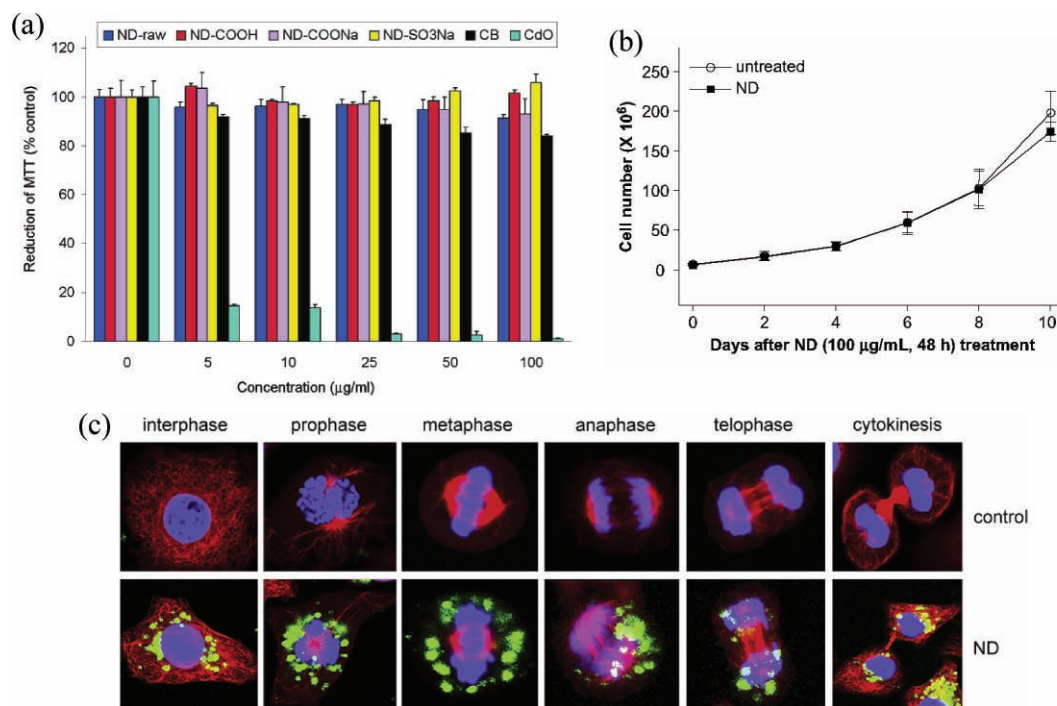 (a)
ND-raw ND-COOH ND-COONa ND-SO3Na CB CdO
Reduction of MTT (% control)
120
100
80
60
40
20
0
0 5 10 25 50 100
Concentration (µg/ml)
(b)
untreated
ND
Cell number (X 10⁶)
250
200
150
100
50
0
0 2 4 6 8 10
Days after ND (100 µg/mL, 48 h) treatment
(c)
interphase prophase metaphase anaphase telophase cytokinesis
control
ND